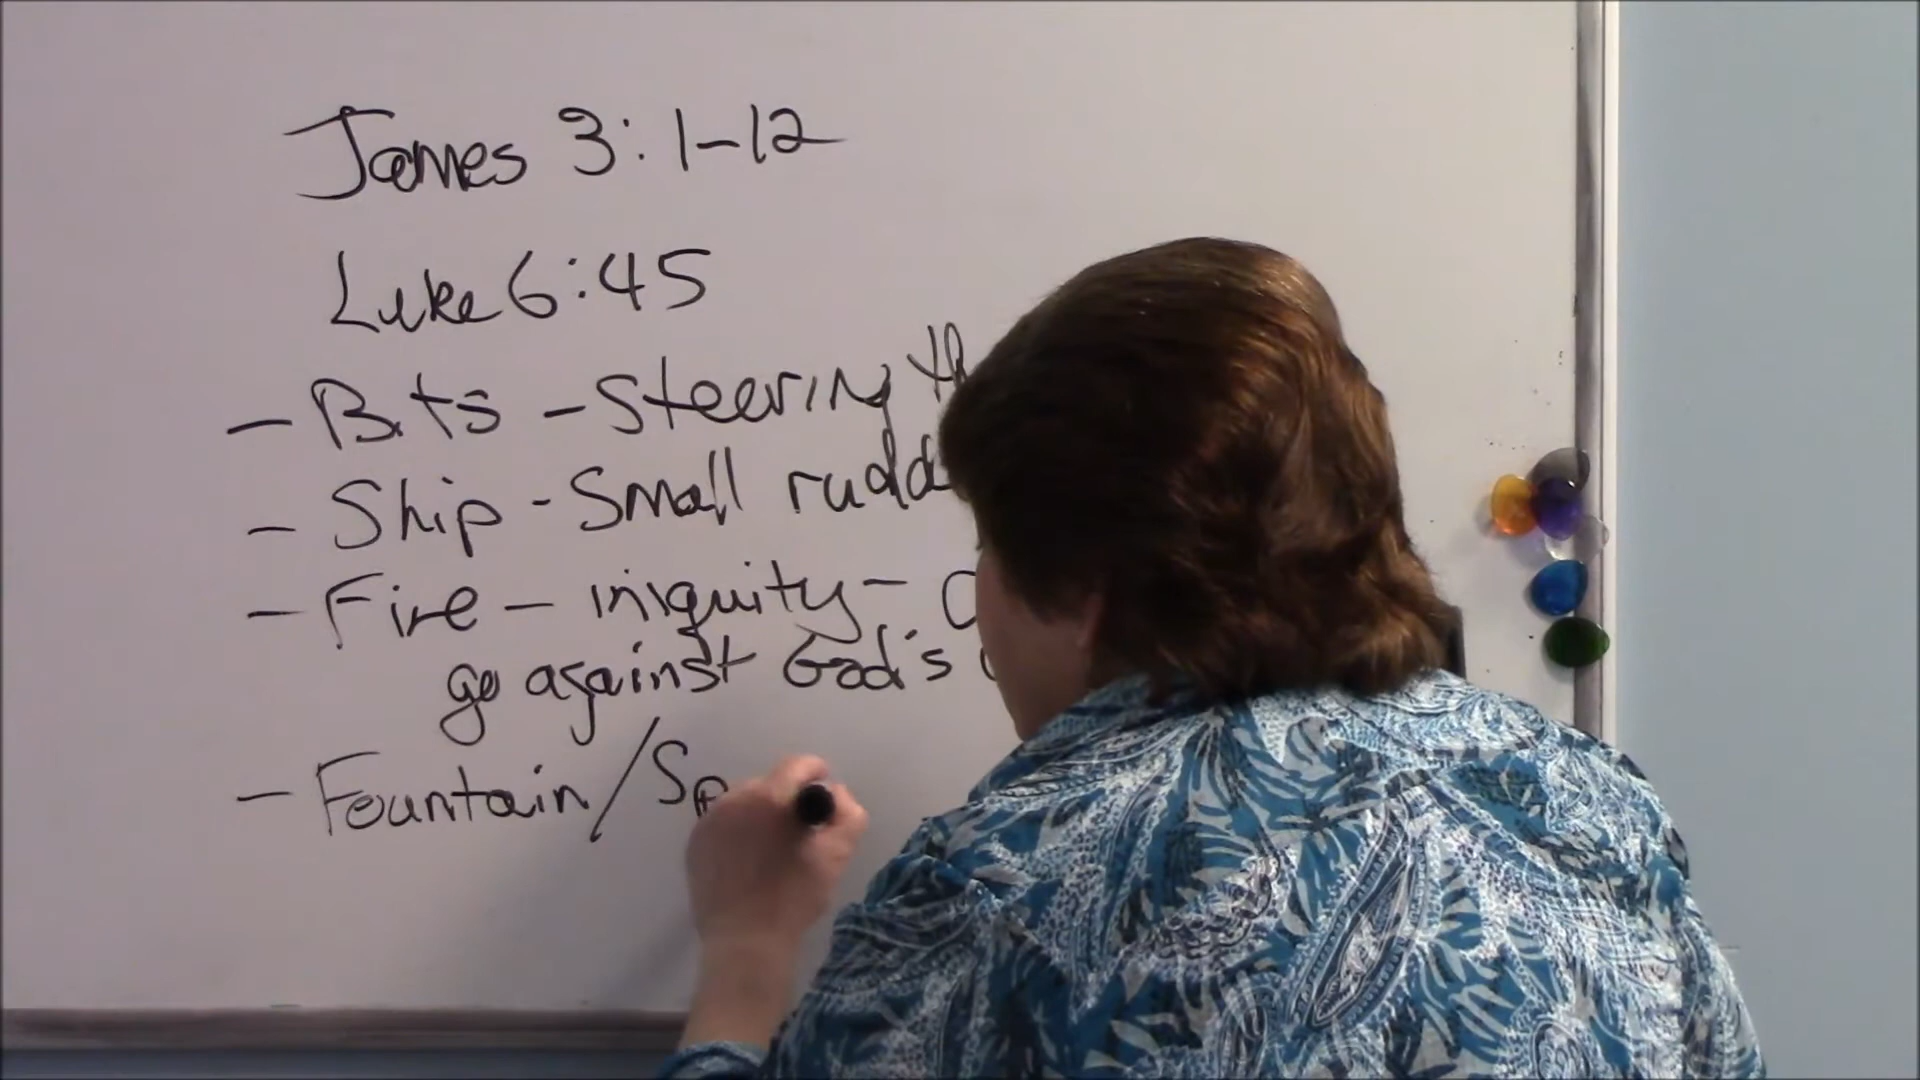 James 3:1-12
Luke 6:45
- Bits - Steering
- Ship - Small
- Fire - iniquity -
go against God's
- Fountain/